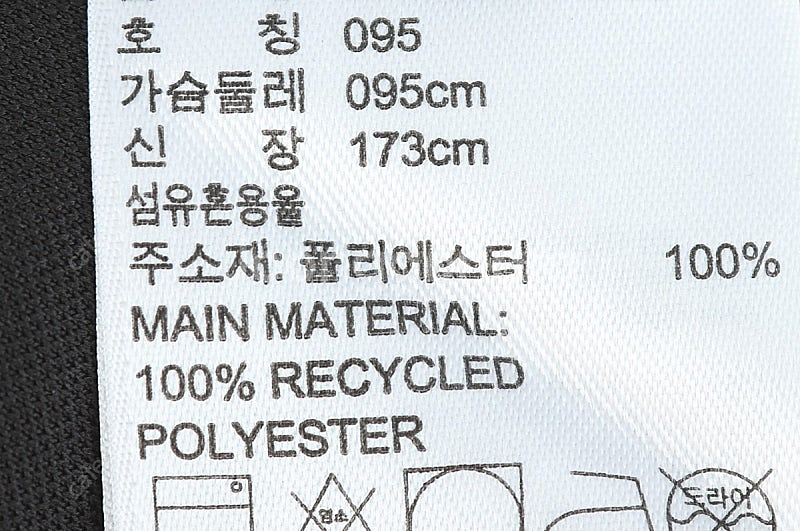 호 칭 095
가슴둘레 095cm
신 장 173cm
섬유혼용율
주소재: 폴리에스터 100%
MAIN MATERIAL:
100% RECYCLED
POLYESTER
염소 드라이